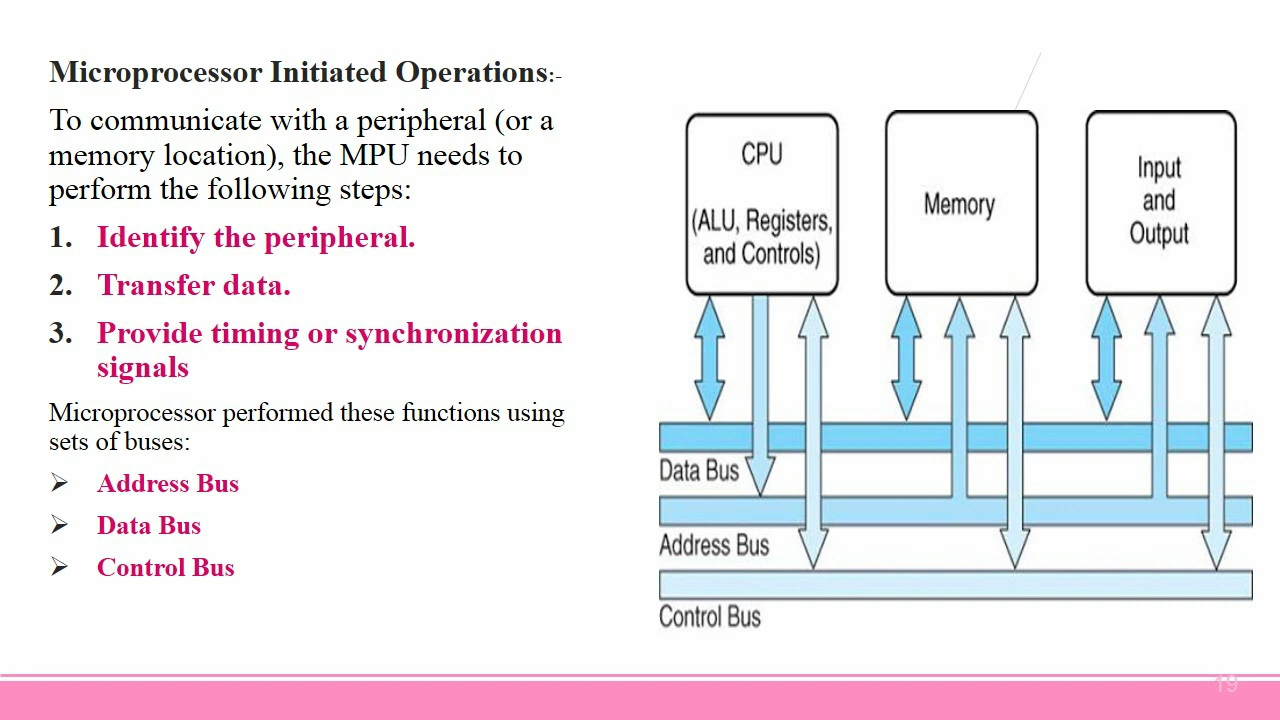 Microprocessor Initiated Operations:-
To communicate with a peripheral (or a
memory location), the MPU needs to
perform the following steps:
1. Identify the peripheral.
2. Transfer data.
3. Provide timing or synchronization
signals
Microprocessor performed these functions using
sets of buses:
➢ Address Bus
➢ Data Bus
➢ Control Bus
CPU
(ALU, Registers,
and Controls)
Memory
Input
and
Output
Data Bus
Address Bus
Control Bus
19